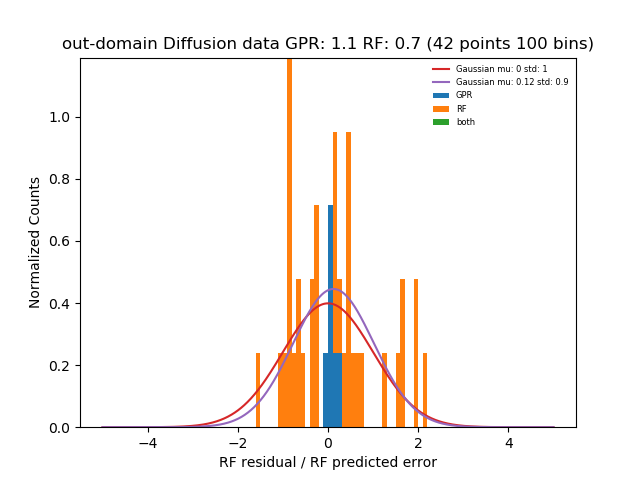 out-domain Diffusion data GPR: 1.1 RF: 0.7 (42 points 100 bins)
Gaussian mu: 0 std: 1
Gaussian mu: 0.12 std: 0.9
GPR
RF
both
Normalized Counts
1.0
0.8
0.6
0.4
0.2
0.0
−4 −2 0 2 4
RF residual / RF predicted error